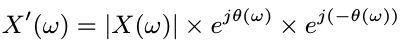 X′(ω) = |X(ω)| × e^{jθ(ω)} × e^{j(−θ(ω))}